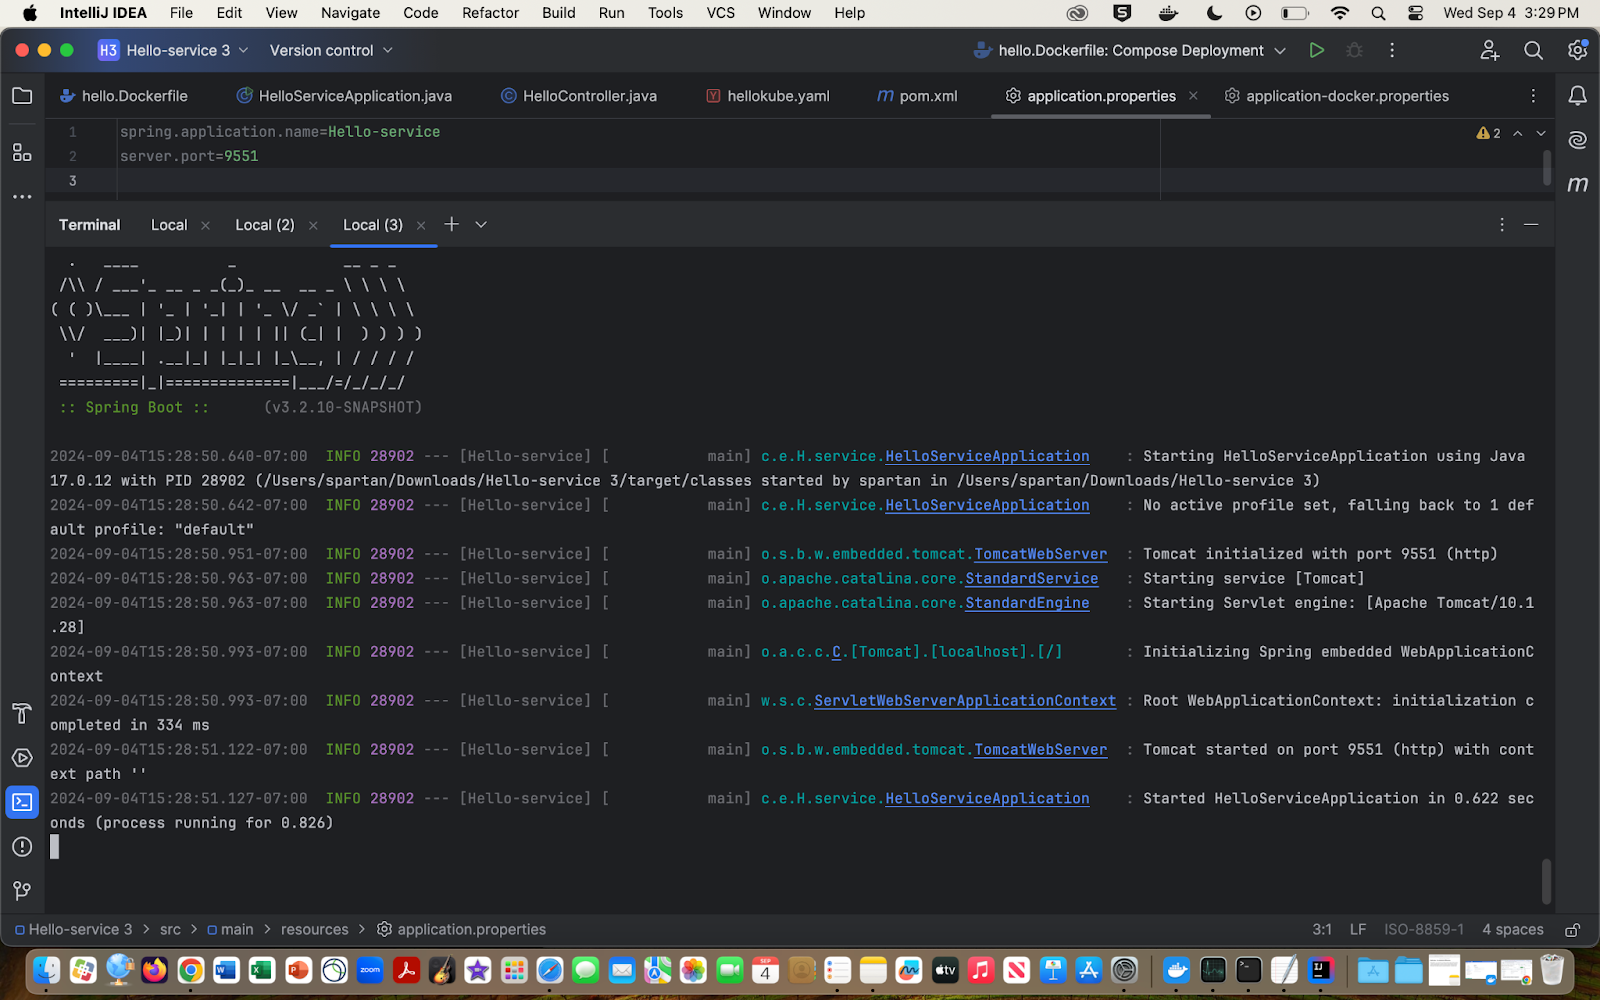 IntelliJ IDEA File Edit View Navigate Code Refactor Build Run Tools VCS Window Help Wed Sep 4 3:29 PM
H3 Hello-service 3 Version control hello.Dockerfile: Compose Deployment
hello.Dockerfile HelloServiceApplication.java HelloController.java hellokube.yaml pom.xml application.properties application-docker.properties
1 spring.application.name=Hello-service
2 server.port=9551
3
2
Terminal Local Local (2) Local (3)
  .   ____          _            __ _ _
 /\\ / ___'_ __ _ _(_)_ __  __ _ \ \ \ \
( ( )\___ | '_ | '_| | '_ \/ _` | \ \ \ \
 \\/  ___)| |_)| | | | | || (_| |  ) ) ) )
  '  |____| .__|_| |_|_| |_\__, | / / / /
 =========|_|==============|___/=/_/_/_/
 :: Spring Boot ::      (v3.2.10-SNAPSHOT)
2024-09-04T15:28:50.640-07:00  INFO 28902 --- [Hello-service] [           main] c.e.H.service.HelloServiceApplication    : Starting HelloServiceApplication using Java
17.0.12 with PID 28902 (/Users/spartan/Downloads/Hello-service 3/target/classes started by spartan in /Users/spartan/Downloads/Hello-service 3)
2024-09-04T15:28:50.642-07:00  INFO 28902 --- [Hello-service] [           main] c.e.H.service.HelloServiceApplication    : No active profile set, falling back to 1 def
ault profile: "default"
2024-09-04T15:28:50.951-07:00  INFO 28902 --- [Hello-service] [           main] o.s.b.w.embedded.tomcat.TomcatWebServer  : Tomcat initialized with port 9551 (http)
2024-09-04T15:28:50.963-07:00  INFO 28902 --- [Hello-service] [           main] o.apache.catalina.core.StandardService   : Starting service [Tomcat]
2024-09-04T15:28:50.963-07:00  INFO 28902 --- [Hello-service] [           main] o.apache.catalina.core.StandardEngine    : Starting Servlet engine: [Apache Tomcat/10.1
.28]
2024-09-04T15:28:50.993-07:00  INFO 28902 --- [Hello-service] [           main] o.a.c.c.C.[Tomcat].[localhost].[/]       : Initializing Spring embedded WebApplicationC
ontext
2024-09-04T15:28:50.993-07:00  INFO 28902 --- [Hello-service] [           main] w.s.c.ServletWebServerApplicationContext : Root WebApplicationContext: initialization c
ompleted in 334 ms
2024-09-04T15:28:51.122-07:00  INFO 28902 --- [Hello-service] [           main] o.s.b.w.embedded.tomcat.TomcatWebServer  : Tomcat started on port 9551 (http) with cont
ext path ''
2024-09-04T15:28:51.127-07:00  INFO 28902 --- [Hello-service] [           main] c.e.H.service.HelloServiceApplication    : Started HelloServiceApplication in 0.622 sec
onds (process running for 0.826)
Hello-service 3 > src > main > resources > application.properties 3:1 LF ISO-8859-1 4 spaces
zoom SEP 4 tv